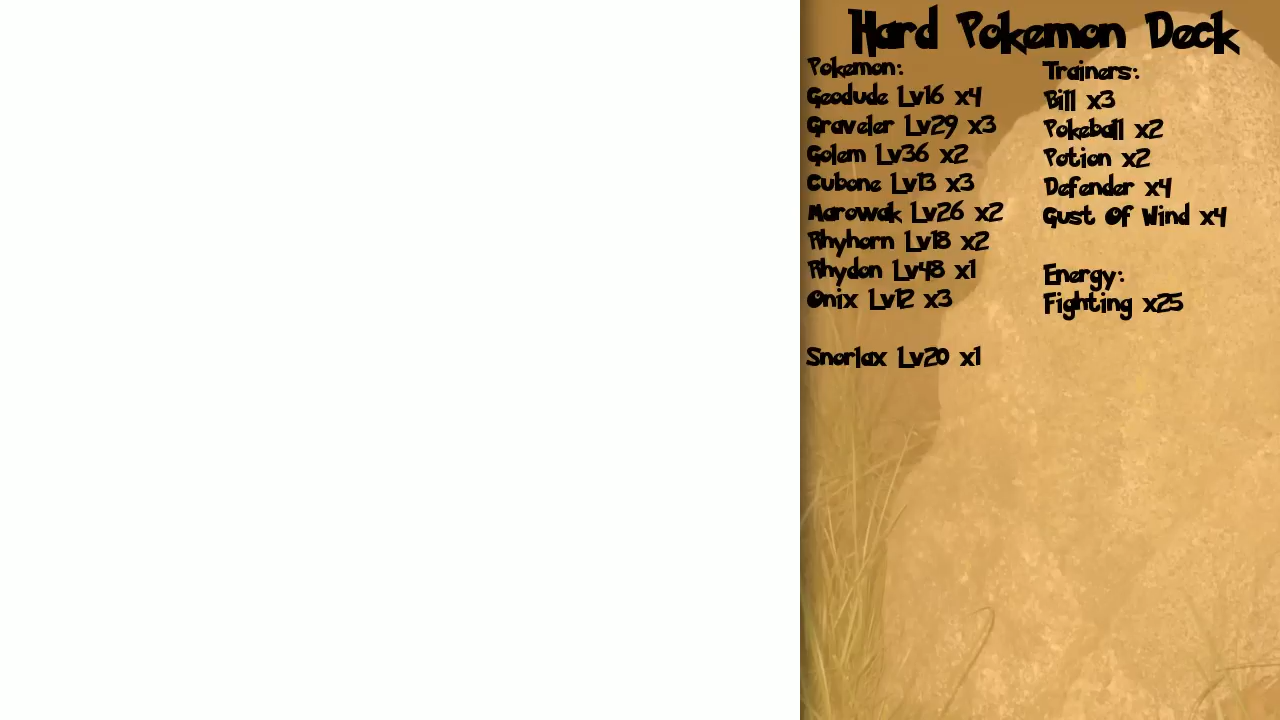 Hard Pokemon Deck
Pokemon:
Geodude Lv16 x4
Graveler Lv29 x3
Golem Lv36 x2
Cubone Lv13 x3
Marowak Lv26 x2
Rhyhorn Lv18 x2
Rhydon Lv48 x1
Onix Lv12 x3
Snorlax Lv20 x1
Trainers:
Bill x3
Pokeball x2
Potion x2
Defender x4
Gust Of Wind x4
Energy:
Fighting x25